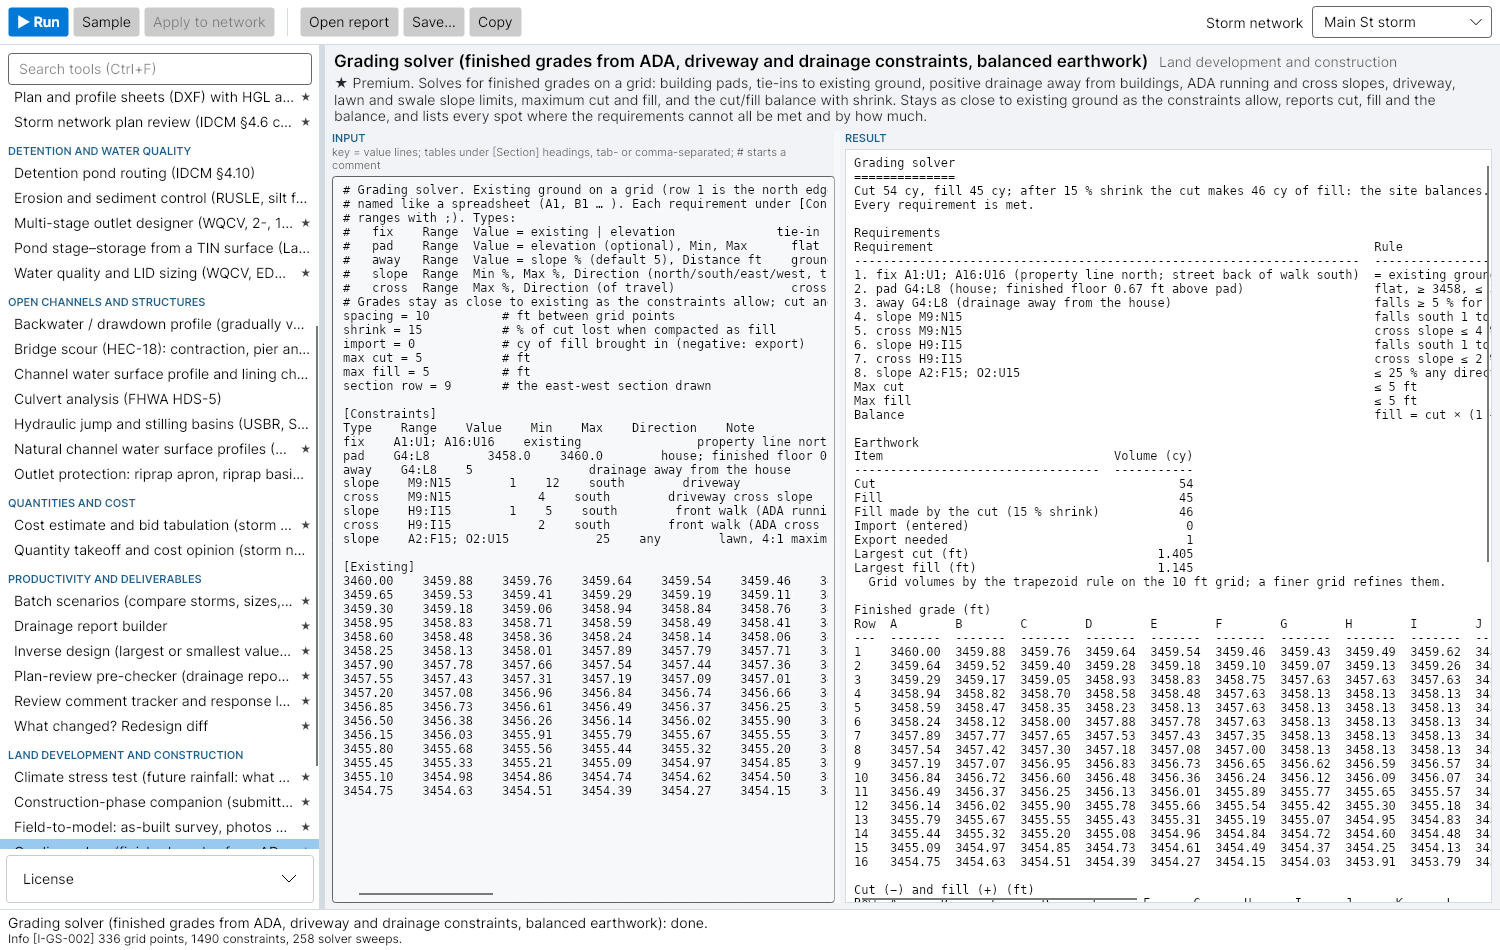 ▶ Run Sample Apply to network Open report Save... Copy Storm network Main St storm
Search tools (Ctrl+F)
Plan and profile sheets (DXF) with HGL a... ★
Storm network plan review (IDCM §4.6 c... ★
DETENTION AND WATER QUALITY
Detention pond routing (IDCM §4.10)
Erosion and sediment control (RUSLE, silt f...
Multi-stage outlet designer (WQCV, 2-, 1... ★
Pond stage–storage from a TIN surface (La...
Water quality and LID sizing (WQCV, ED... ★
OPEN CHANNELS AND STRUCTURES
Backwater / drawdown profile (gradually v...
Bridge scour (HEC-18): contraction, pier an...
Channel water surface profile and lining ch...
Culvert analysis (FHWA HDS-5)
Hydraulic jump and stilling basins (USBR, S...
Natural channel water surface profiles (... ★
Outlet protection: riprap apron, riprap basi...
QUANTITIES AND COST
Cost estimate and bid tabulation (storm ... ★
Quantity takeoff and cost opinion (storm n...
PRODUCTIVITY AND DELIVERABLES
Batch scenarios (compare storms, sizes,... ★
Drainage report builder
Inverse design (largest or smallest value... ★
Plan-review pre-checker (drainage repo... ★
Review comment tracker and response l... ★
What changed? Redesign diff ★
LAND DEVELOPMENT AND CONSTRUCTION
Climate stress test (future rainfall: what ... ★
Construction-phase companion (submitt... ★
Field-to-model: as-built survey, photos ... ★
License
Grading solver (finished grades from ADA, driveway and drainage constraints, balanced earthwork) Land development and construction
★ Premium. Solves for finished grades on a grid: building pads, tie-ins to existing ground, positive drainage away from buildings, ADA running and cross slopes, driveway,
lawn and swale slope limits, maximum cut and fill, and the cut/fill balance with shrink. Stays as close to existing ground as the constraints allow, reports cut, fill and the
balance, and lists every spot where the requirements cannot all be met and by how much.
INPUT
key = value lines; tables under [Section] headings, tab- or comma-separated; # starts a
comment
# Grading solver. Existing ground on a grid (row 1 is the north edg
# named like a spreadsheet (A1, B1 … ). Each requirement under [Con
# ranges with ;). Types:
# fix Range Value = existing | elevation tie-in
# pad Range Value = elevation (optional), Min, Max flat
# away Range Value = slope % (default 5), Distance ft groun
# slope Range Min %, Max %, Direction (north/south/east/west, t
# cross Range Max %, Direction (of travel) cross
# Grades stay as close to existing as the constraints allow; cut an
spacing = 10 # ft between grid points
shrink = 15 # % of cut lost when compacted as fill
import = 0 # cy of fill brought in (negative: export)
max cut = 5 # ft
max fill = 5 # ft
section row = 9 # the east-west section drawn
[Constraints]
Type Range Value Min Max Direction Note
fix A1:U1; A16:U16 existing property line nort
pad G4:L8 3458.0 3460.0 house; finished floor 0
away G4:L8 5 drainage away from the house
slope M9:N15 1 12 south driveway
cross M9:N15 4 south driveway cross slope
slope H9:I15 1 5 south front walk (ADA runni
cross H9:I15 2 south front walk (ADA cross
slope A2:F15; O2:U15 25 any lawn, 4:1 maxim
[Existing]
3460.00 3459.88 3459.76 3459.64 3459.54 3459.46 3
3459.65 3459.53 3459.41 3459.29 3459.19 3459.11 3
3459.30 3459.18 3459.06 3458.94 3458.84 3458.76 3
3458.95 3458.83 3458.71 3458.59 3458.49 3458.41 3
3458.60 3458.48 3458.36 3458.24 3458.14 3458.06 3
3458.25 3458.13 3458.01 3457.89 3457.79 3457.71 3
3457.90 3457.78 3457.66 3457.54 3457.44 3457.36 3
3457.55 3457.43 3457.31 3457.19 3457.09 3457.01 3
3457.20 3457.08 3456.96 3456.84 3456.74 3456.66 3
3456.85 3456.73 3456.61 3456.49 3456.37 3456.25 3
3456.50 3456.38 3456.26 3456.14 3456.02 3455.90 3
3456.15 3456.03 3455.91 3455.79 3455.67 3455.55 3
3455.80 3455.68 3455.56 3455.44 3455.32 3455.20 3
3455.45 3455.33 3455.21 3455.09 3454.97 3454.85 3
3455.10 3454.98 3454.86 3454.74 3454.62 3454.50 3
3454.75 3454.63 3454.51 3454.39 3454.27 3454.15 3
RESULT
Grading solver
==============
Cut 54 cy, fill 45 cy; after 15 % shrink the cut makes 46 cy of fill: the site balances.
Every requirement is met.
Requirements
Requirement Rule
1. fix A1:U1; A16:U16 (property line north; street back of walk south) = existing groun
2. pad G4:L8 (house; finished floor 0.67 ft above pad) flat, ≥ 3458, ≤
3. away G4:L8 (drainage away from the house) falls ≥ 5 % for
4. slope M9:N15 falls south 1 to
5. cross M9:N15 cross slope ≤ 4
6. slope H9:I15 falls south 1 to
7. cross H9:I15 cross slope ≤ 2
8. slope A2:F15; O2:U15 ≤ 25 % any direc
Max cut ≤ 5 ft
Max fill ≤ 5 ft
Balance fill = cut × (1
Earthwork
Item Volume (cy)
Cut 54
Fill 45
Fill made by the cut (15 % shrink) 46
Import (entered) 0
Export needed 1
Largest cut (ft) 1.405
Largest fill (ft) 1.145
Grid volumes by the trapezoid rule on the 10 ft grid; a finer grid refines them.
Finished grade (ft)
Row A B C D E F G H I J
1 3460.00 3459.88 3459.76 3459.64 3459.54 3459.46 3459.43 3459.49 3459.62 34
2 3459.64 3459.52 3459.40 3459.28 3459.18 3459.10 3459.07 3459.13 3459.26 34
3 3459.29 3459.17 3459.05 3458.93 3458.83 3458.75 3457.63 3457.63 3457.63 34
4 3458.94 3458.82 3458.70 3458.58 3458.48 3457.63 3458.13 3458.13 3458.13 34
5 3458.59 3458.47 3458.35 3458.23 3458.13 3457.63 3458.13 3458.13 3458.13 34
6 3458.24 3458.12 3458.00 3457.88 3457.78 3457.63 3458.13 3458.13 3458.13 34
7 3457.89 3457.77 3457.65 3457.53 3457.43 3457.35 3458.13 3458.13 3458.13 34
8 3457.54 3457.42 3457.30 3457.18 3457.08 3457.00 3458.13 3458.13 3458.13 34
9 3457.19 3457.07 3456.95 3456.83 3456.73 3456.65 3456.62 3456.59 3456.57 34
10 3456.84 3456.72 3456.60 3456.48 3456.36 3456.24 3456.12 3456.09 3456.07 34
11 3456.49 3456.37 3456.25 3456.13 3456.01 3455.89 3455.77 3455.65 3455.57 34
12 3456.14 3456.02 3455.90 3455.78 3455.66 3455.54 3455.42 3455.30 3455.18 34
13 3455.79 3455.67 3455.55 3455.43 3455.31 3455.19 3455.07 3454.95 3454.83 34
14 3455.44 3455.32 3455.20 3455.08 3454.96 3454.84 3454.72 3454.60 3454.48 34
15 3455.09 3454.97 3454.85 3454.73 3454.61 3454.49 3454.37 3454.25 3454.13 34
16 3454.75 3454.63 3454.51 3454.39 3454.27 3454.15 3454.03 3453.91 3453.79 34
Cut (−) and fill (+) (ft)
Grading solver (finished grades from ADA, driveway and drainage constraints, balanced earthwork): done.
Info [I-GS-002] 336 grid points, 1490 constraints, 258 solver sweeps.